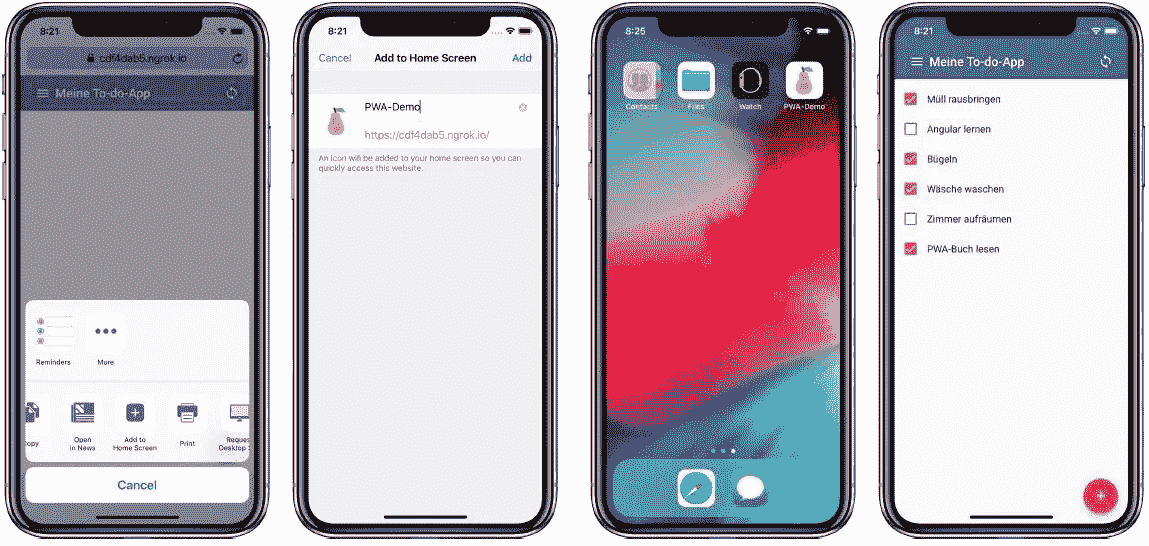 8:21
cdf4dab5.ngrok.io
Meine To-do-App
Reminders
More
opy
Open
in News
Add to
Home Screen
Print
Reques
Desktop S
Cancel
8:21
Cancel
Add to Home Screen
Add
PWA-Demo
https://cdf4dab5.ngrok.io/
An icon will be added to your home screen so you can
quickly access this website.
8:25
Contacts
Files
Watch
PWA-Demo
8:21
Meine To-do-App
Müll rausbringen
Angular lernen
Bügeln
Wäsche waschen
Zimmer aufräumen
PWA-Buch lesen